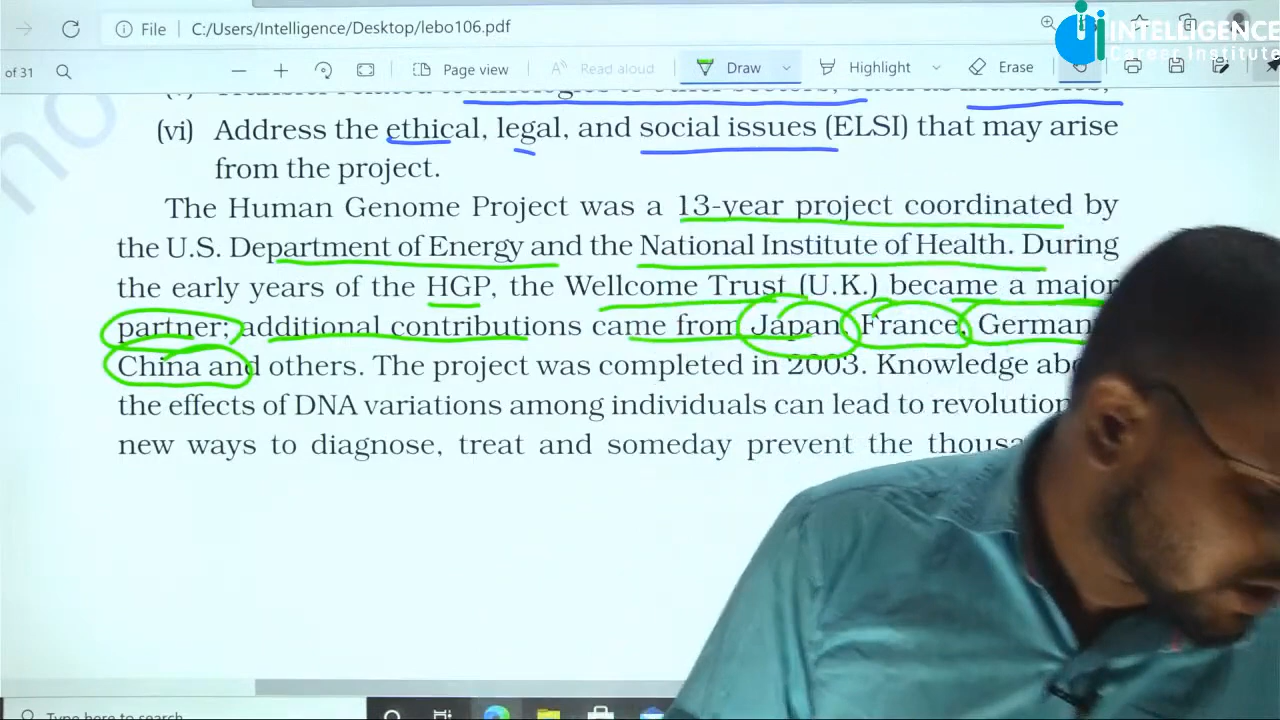 File
C:/Users/Intelligence/Desktop/lebo106.pdf
INTELLIGENCE
Career Institute
of 31
Page view
Read aloud
Draw
Highlight
Erase
(vi) Address the ethical, legal, and social issues (ELSI) that may arise
from the project.
The Human Genome Project was a 13-year project coordinated by
the U.S. Department of Energy and the National Institute of Health. During
the early years of the HGP, the Wellcome Trust (U.K.) became a major
partner; additional contributions came from Japan, France, German
China and others. The project was completed in 2003. Knowledge
the effects of DNA variations among individuals can lead to
new ways to diagnose, treat and someday prevent the
Type here to search